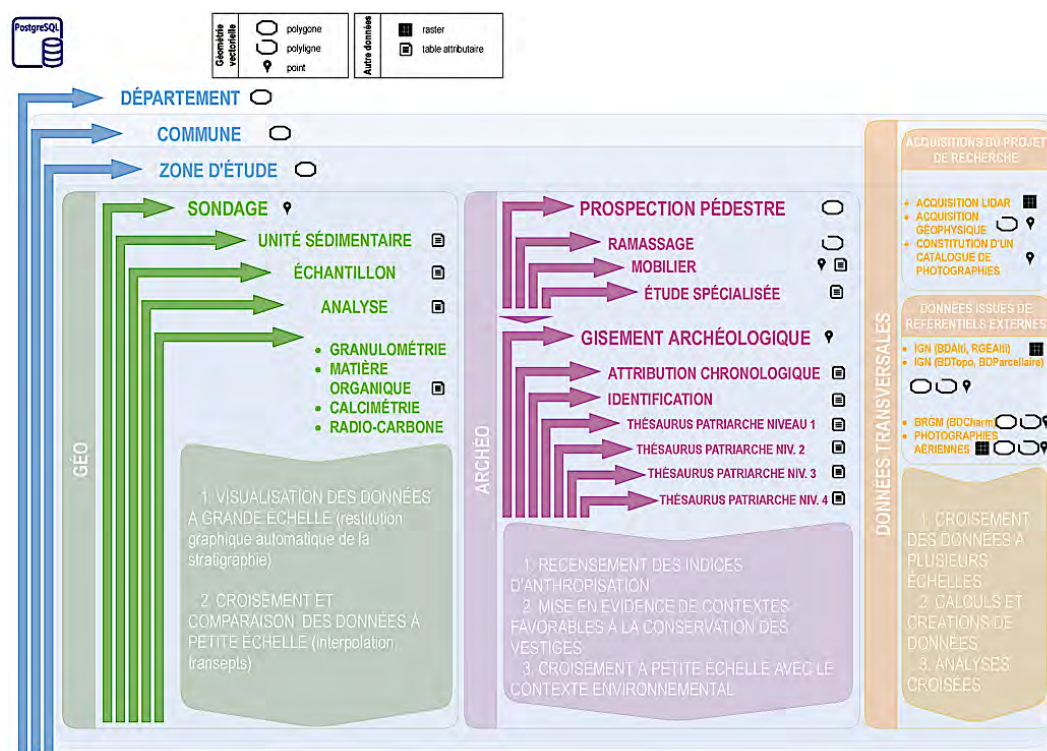 PostgreSQL
Géométrie
vectorielle
polygone
polyligne
point
Autre données
raster
table attributaire
DÉPARTEMENT
COMMUNE
ZONE D'ÉTUDE
GÉO
SONDAGE
UNITÉ SÉDIMENTAIRE
ÉCHANTILLON
ANALYSE
• GRANULOMÉTRIE
• MATIÈRE
ORGANIQUE
• CALCIMÉTRIE
• RADIO-CARBONE
1. VISUALISATION DES DONNÉES
A GRANDE ÉCHELLE (restitution
graphique automatique de la
stratigraphie)
2. CROISEMENT ET
COMPARAISON DES DONNÉES À
PETITE ÉCHELLE (interpolation,
transepts)
ARCHÉO
PROSPECTION PÉDESTRE
RAMASSAGE
MOBILIER
ÉTUDE SPÉCIALISÉE
GISEMENT ARCHÉOLOGIQUE
ATTRIBUTION CHRONOLOGIQUE
IDENTIFICATION
THÉSAURUS PATRIARCHE NIVEAU 1
THÉSAURUS PATRIARCHE NIV. 2
THÉSAURUS PATRIARCHE NIV. 3
THÉSAURUS PATRIARCHE NIV. 4
1. RECENSEMENT DES INDICES
D'ANTHROPISATION
2. MISE EN EVIDENCE DE CONTEXTES
FAVORABLES À LA CONSERVATION DES
VESTIGES
3. CROISEMENT A PETITE ÉCHELLE AVEC LE
CONTEXTE ENVIRONNEMENTAL
DONNÉES TRANSVERSALES
ACQUISITIONS DU PROJET
DE RECHERCHE
• ACQUISITION LIDAR
• ACQUISITION
GÉOPHYSIQUE
• CONSTITUTION D'UN
CATALOGUE DE
PHOTOGRAPHIES
DONNÉES ISSUES DE
RÉFÉRENTIELS EXTERNES
• IGN (BDAlti, RGEAlti)
• IGN (BDTopo, BDParcellaire)
• BRGM (BDCharm)
• PHOTOGRAPHIES
AÉRIENNES
1. CROISEMENT
DES DONNÉES A
PLUSIEURS
ÉCHELLES
2. CALCULS ET
CRÉATIONS DE
DONNÉES
3. ANALYSES
CROISÉES